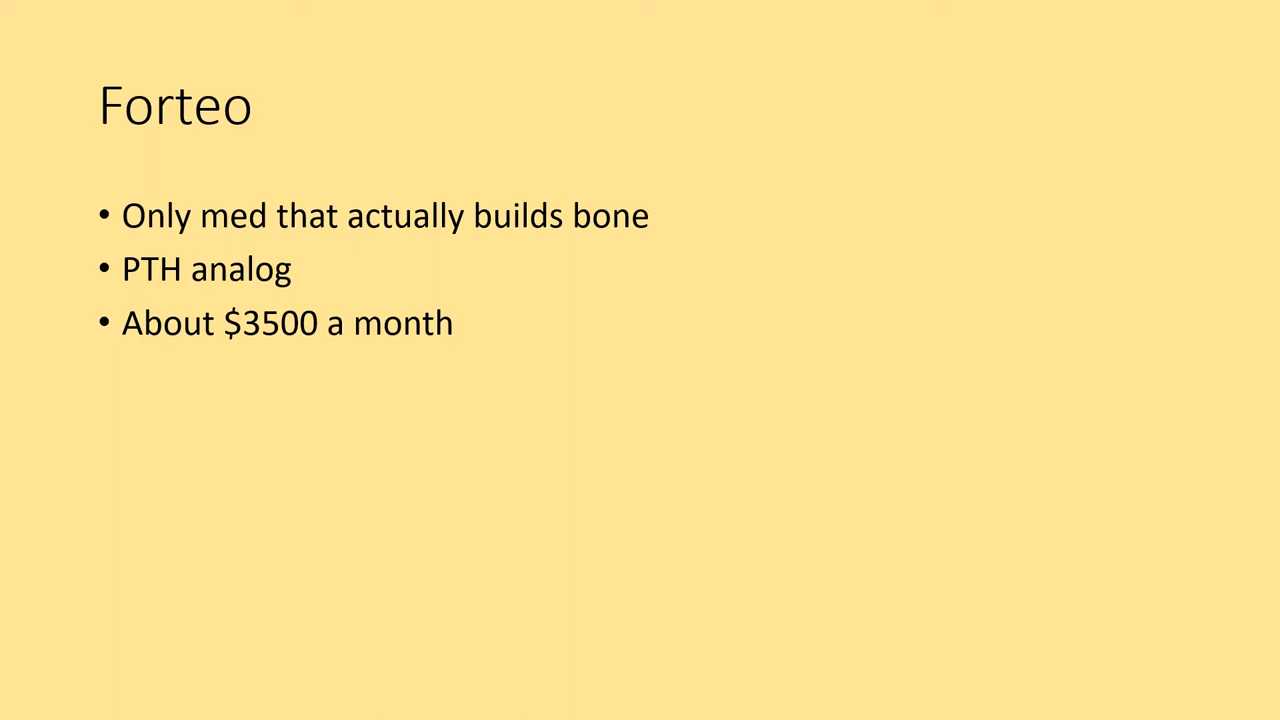 Forteo
• Only med that actually builds bone
• PTH analog
• About $3500 a month